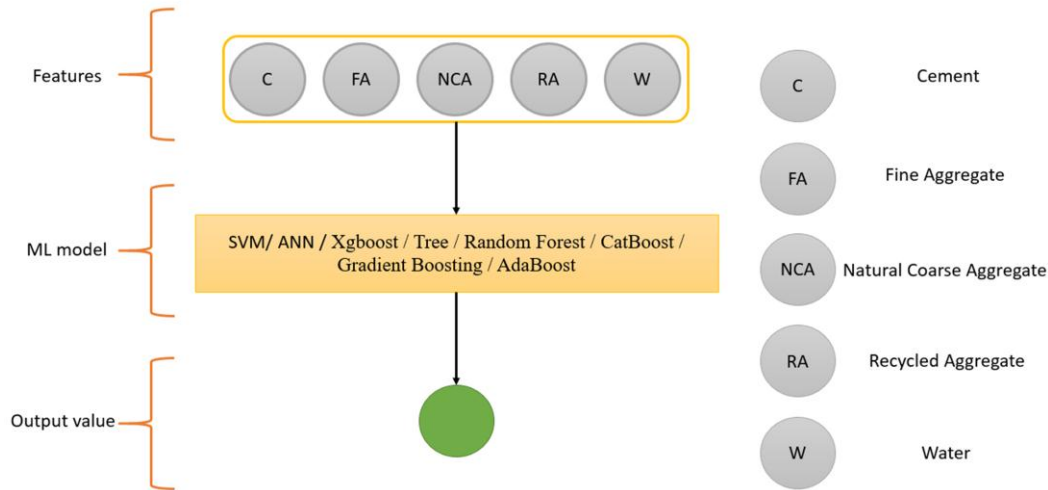 Features
C
FA
NCA
RA
W
ML model
SVM/ ANN / Xgboost / Tree / Random Forest / CatBoost /
Gradient Boosting / AdaBoost
Output value
C
Cement
FA
Fine Aggregate
NCA
Natural Coarse Aggregate
RA
Recycled Aggregate
W
Water